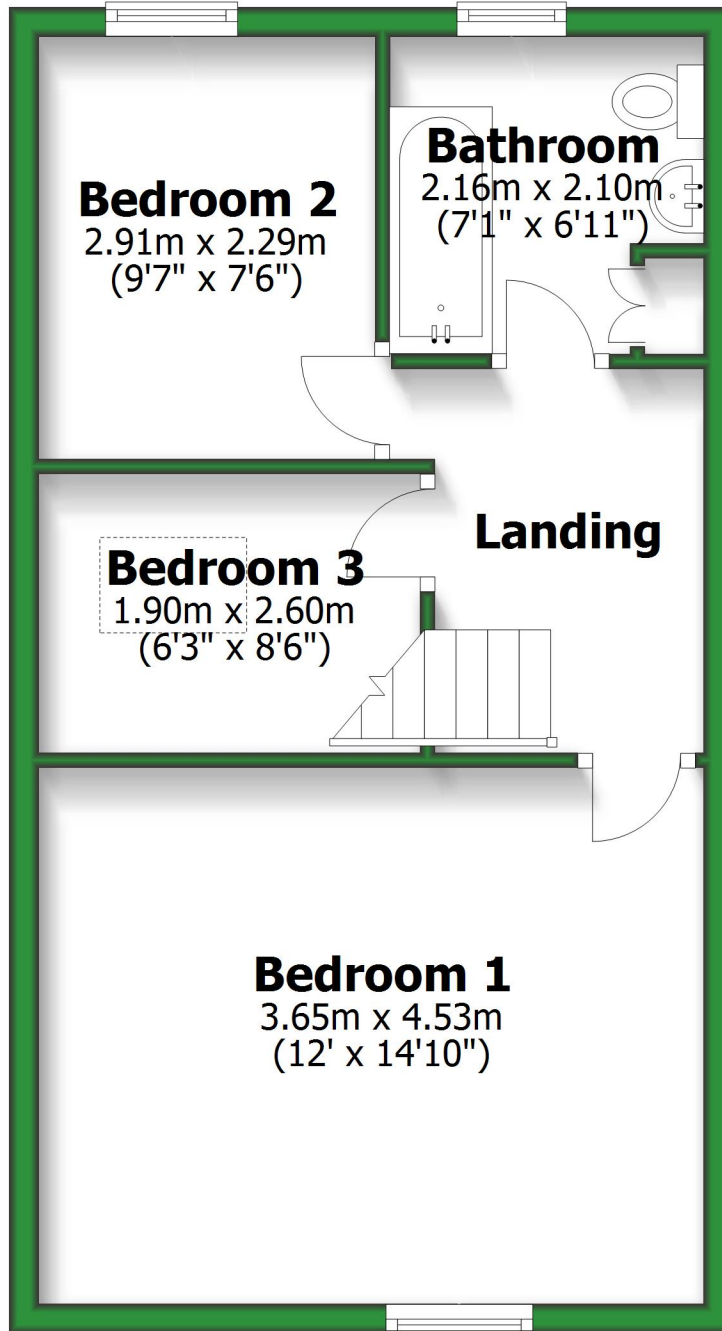 Bedroom 2
2.91m x 2.29m
(9'7" x 7'6")
Bathroom
2.16m x 2.10m
(7'1" x 6'11")
Bedroom 3
1.90m x 2.60m
(6'3" x 8'6")
Landing
Bedroom 1
3.65m x 4.53m
(12' x 14'10")